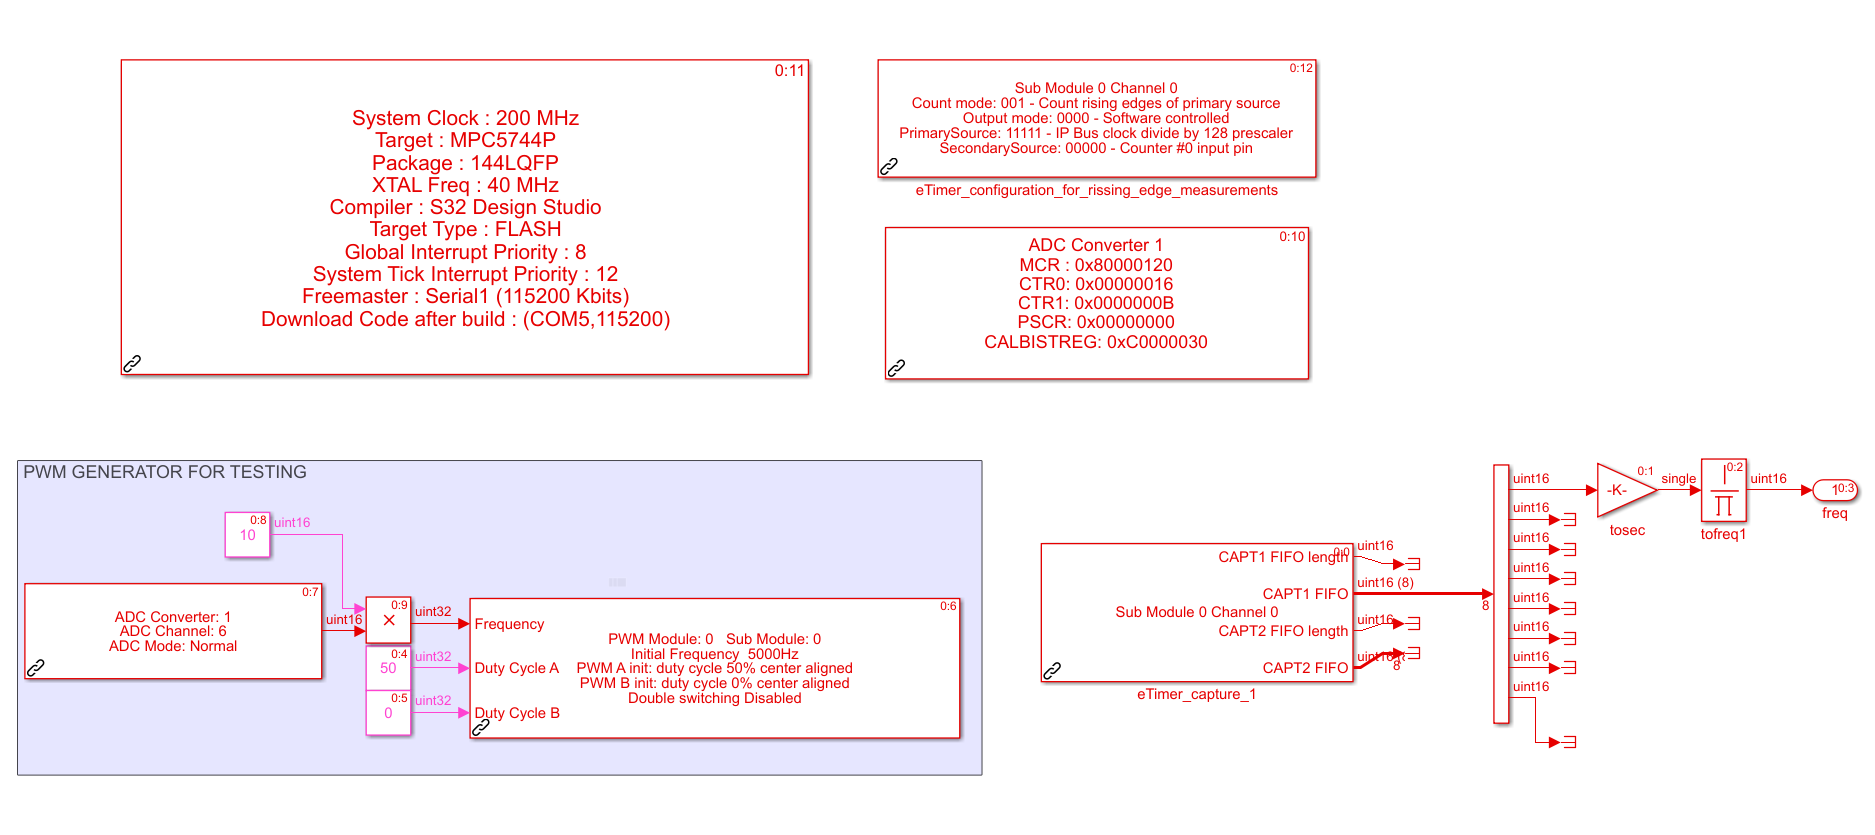 0:11
System Clock : 200 MHz
Target : MPC5744P
Package : 144LQFP
XTAL Freq : 40 MHz
Compiler : S32 Design Studio
Target Type : FLASH
Global Interrupt Priority : 8
System Tick Interrupt Priority : 12
Freemaster : Serial1 (115200 Kbits)
Download Code after build : (COM5,115200)
0:12
Sub Module 0 Channel 0
Count mode: 001 - Count rising edges of primary source
Output mode: 0000 - Software controlled
PrimarySource: 11111 - IP Bus clock divide by 128 prescaler
SecondarySource: 00000 - Counter #0 input pin
eTimer_configuration_for_rissing_edge_measurements
0:10
ADC Converter 1
MCR : 0x80000120
CTR0: 0x00000016
CTR1: 0x0000000B
PSCR: 0x00000000
CALBISTREG: 0xC0000030
PWM GENERATOR FOR TESTING
0:8
10
uint16
0:7
ADC Converter: 1
ADC Channel: 6
ADC Mode: Normal
uint16
0:9
×
uint32
0:4
50
uint32
0:5
0
uint32
0:6
Frequency
Duty Cycle A
Duty Cycle B
PWM Module: 0 Sub Module: 0
Initial Frequency 5000Hz
PWM A init: duty cycle 50% center aligned
PWM B init: duty cycle 0% center aligned
Double switching Disabled
0:0
CAPT1 FIFO length
CAPT1 FIFO
Sub Module 0 Channel 0
CAPT2 FIFO length
CAPT2 FIFO
eTimer_capture_1
uint16
uint16 (8)
8
uint16
8
uint16
uint16
uint16
uint16
uint16
uint16
uint16
uint16
0:1
-K-
tosec
single
0:2
tofreq1
uint16
1
0:3
freq